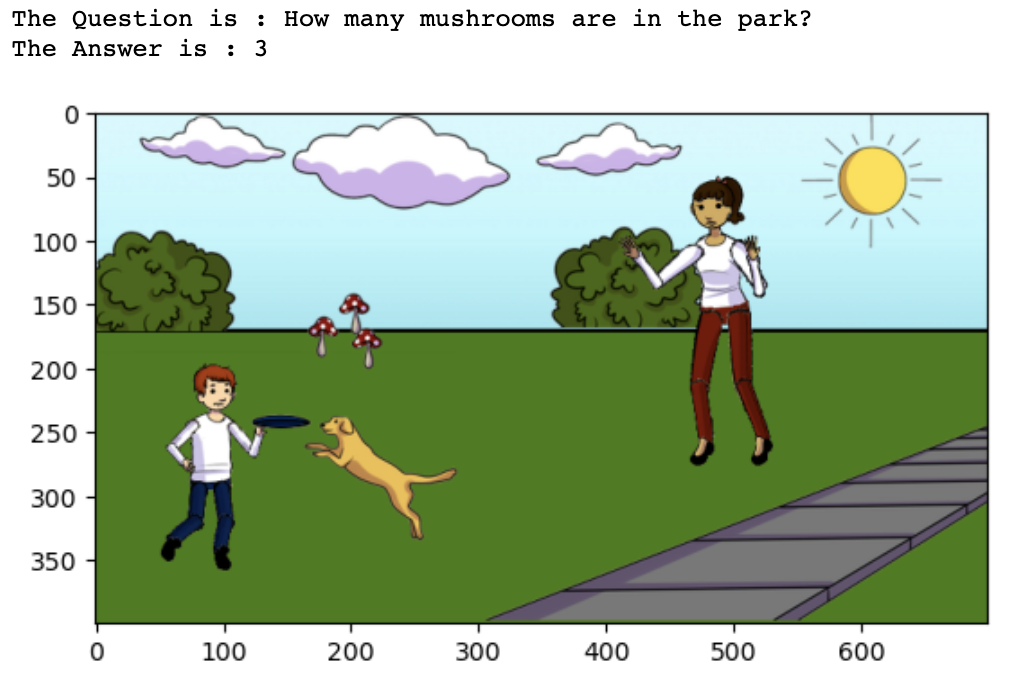 The Question is : How many mushrooms are in the park?
The Answer is : 3
0
50
100
150
200
250
300
350
0 100 200 300 400 500 600